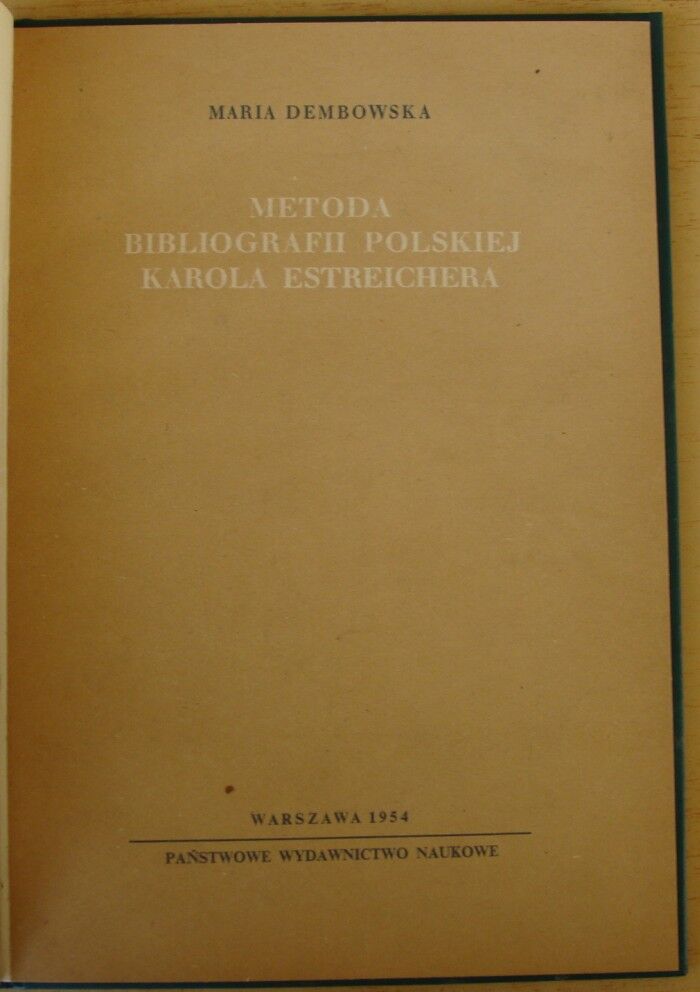 MARIA DEMBOWSKA
METODA
BIBLIOGRAFII POLSKIEJ
KAROLA ESTREICHERA
WARSZAWA 1954
PAŃSTWOWE WYDAWNICTWO NAUKOWE